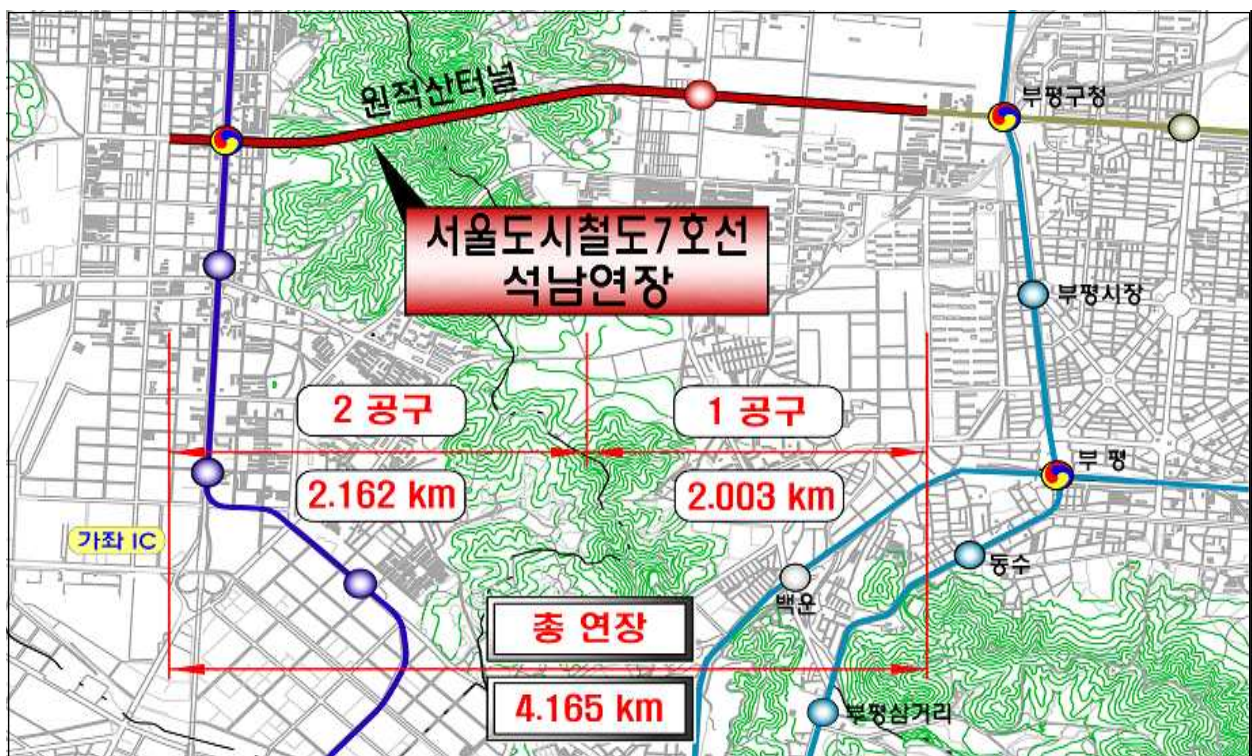 원적산터널
부평구청
서울도시철도7호선
석남연장
부평시장
2 공구
1 공구
2.162 km
2.003 km
부 평
가좌 IC
동수
백운
총 연장
4.165 km
부평삼거리